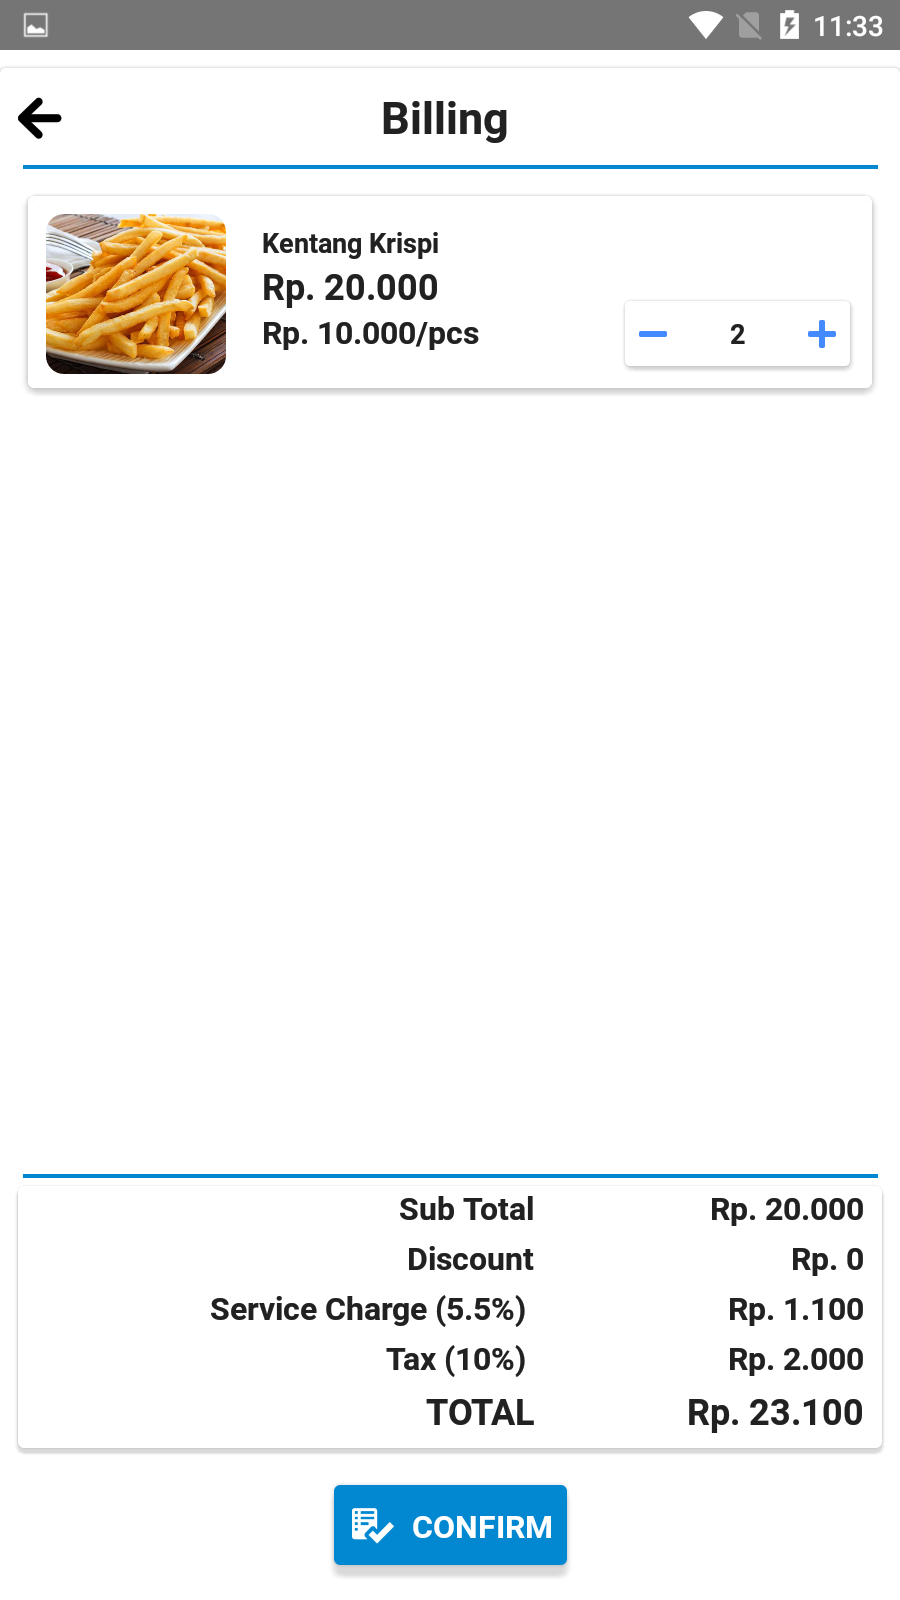 11:33
Billing
Kentang Krispi
Rp. 20.000
Rp. 10.000/pcs
2
Sub Total Rp. 20.000
Discount Rp. 0
Service Charge (5.5%) Rp. 1.100
Tax (10%) Rp. 2.000
TOTAL Rp. 23.100
CONFIRM